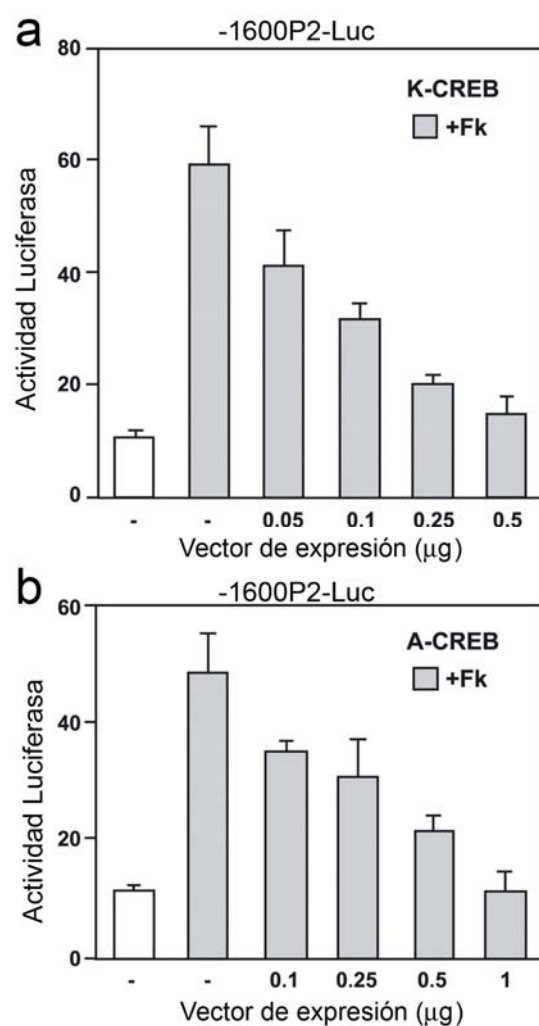 a
-1600P2-Luc
80
60
40
20
0
Actividad Luciferasa
K-CREB
+Fk
- - 0.05 0.1 0.25 0.5
Vector de expresión (µg)
b
-1600P2-Luc
60
40
20
0
Actividad Luciferasa
A-CREB
+Fk
- - 0.1 0.25 0.5 1
Vector de expresión (µg)